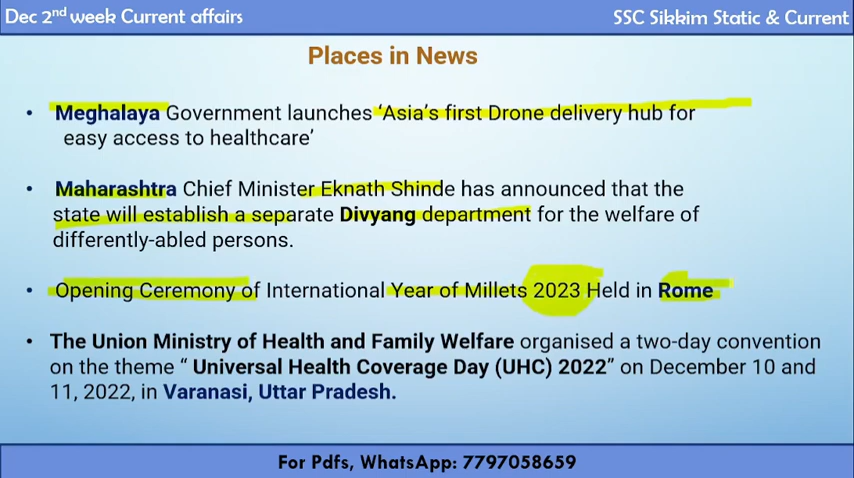 Dec 2nd week Current affairs
SSC Sikkim Static & Current
Places in News
• Meghalaya Government launches ‘Asia’s first Drone delivery hub for
easy access to healthcare’
• Maharashtra Chief Minister Eknath Shinde has announced that the
state will establish a separate Divyang department for the welfare of
differently-abled persons.
• Opening Ceremony of International Year of Millets 2023 Held in Rome
• The Union Ministry of Health and Family Welfare organised a two-day convention
on the theme “ Universal Health Coverage Day (UHC) 2022” on December 10 and
11, 2022, in Varanasi, Uttar Pradesh.
For Pdfs, WhatsApp: 7797058659